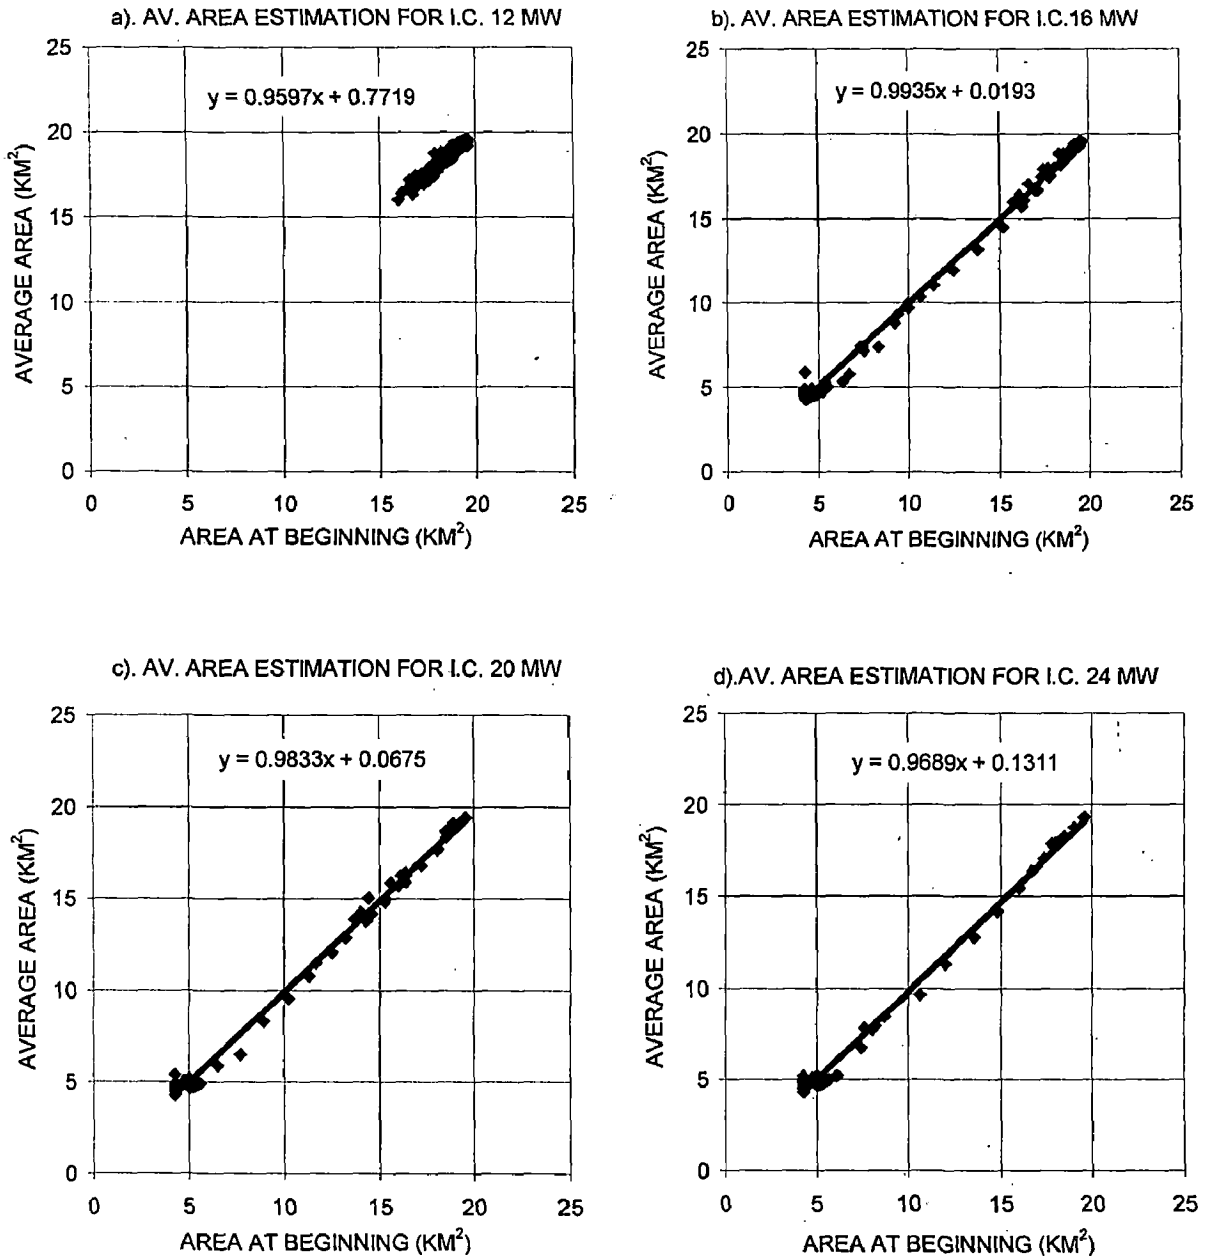 a). AV. AREA ESTIMATION FOR I.C. 12 MW
25
20
15
10
5
0
y = 0.9597x + 0.7719
AVERAGE AREA (KM²)
0 5 10 15 20 25
AREA AT BEGINNING (KM²)
b). AV. AREA ESTIMATION FOR I.C.16 MW
25
20
15
10
5
0
y = 0.9935x + 0.0193
AVERAGE AREA (KM²)
0 5 10 15 20 25
AREA AT BEGINNING (KM²)
c). AV. AREA ESTIMATION FOR I.C. 20 MW
25
20
15
10
5
0
y = 0.9833x + 0.0675
AVERAGE AREA (KM²)
0 5 10 15 20 25
AREA AT BEGINNING (KM²)
d).AV. AREA ESTIMATION FOR I.C. 24 MW
25
20
15
10
5
0
y = 0.9689x + 0.1311
AVERAGE AREA (KM²)
0 5 10 15 20 25
AREA AT BEGINNING (KM²)